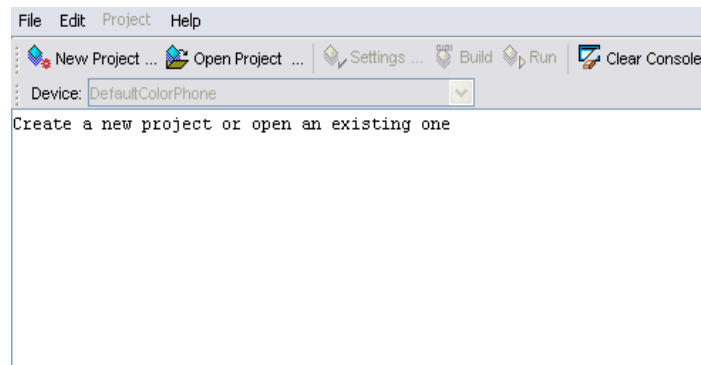 File Edit Project Help
New Project ... Open Project ... Settings ... Build Run Clear Console
Device: DefaultColorPhone
Create a new project or open an existing one